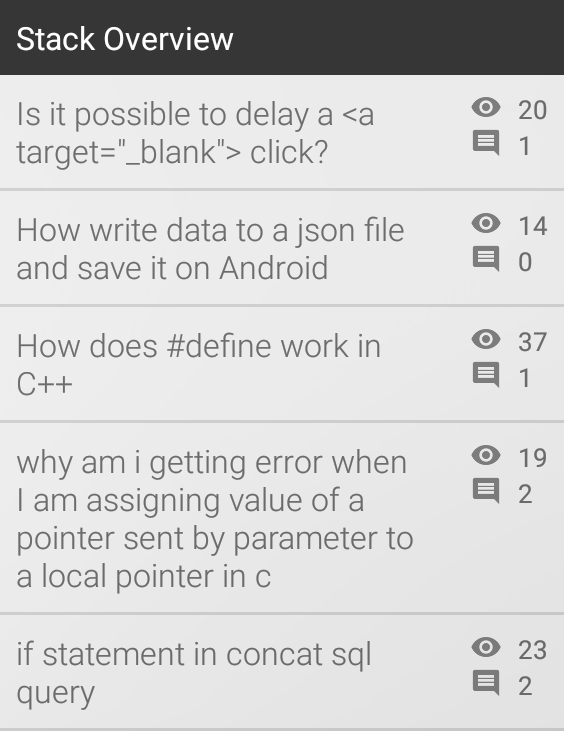 Stack Overview
Is it possible to delay a <a
target="_blank"> click?
20
1
How write data to a json file
and save it on Android
14
0
How does #define work in
C++
37
1
why am i getting error when
I am assigning value of a
pointer sent by parameter to
a local pointer in c
19
2
if statement in concat sql
query
23
2